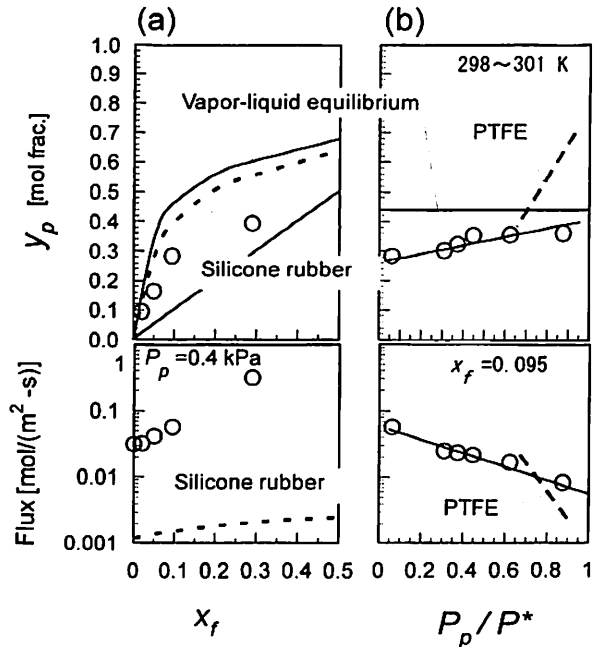 (a)
(b)
1.0
0.9
0.8
0.7
0.6
0.5
0.4
0.3
0.2
0.1
0.0
y_p [mol frac.]
Vapor-liquid equilibrium
Silicone rubber
298~301 K
PTFE
1
0.1
0.01
0.001
Flux [mol/(m² -s)]
P_p =0.4 kPa
Silicone rubber
x_f =0.095
PTFE
0 0.1 0.2 0.3 0.4 0.5
0 0.2 0.4 0.6 0.8 1
x_f
P_p / P*